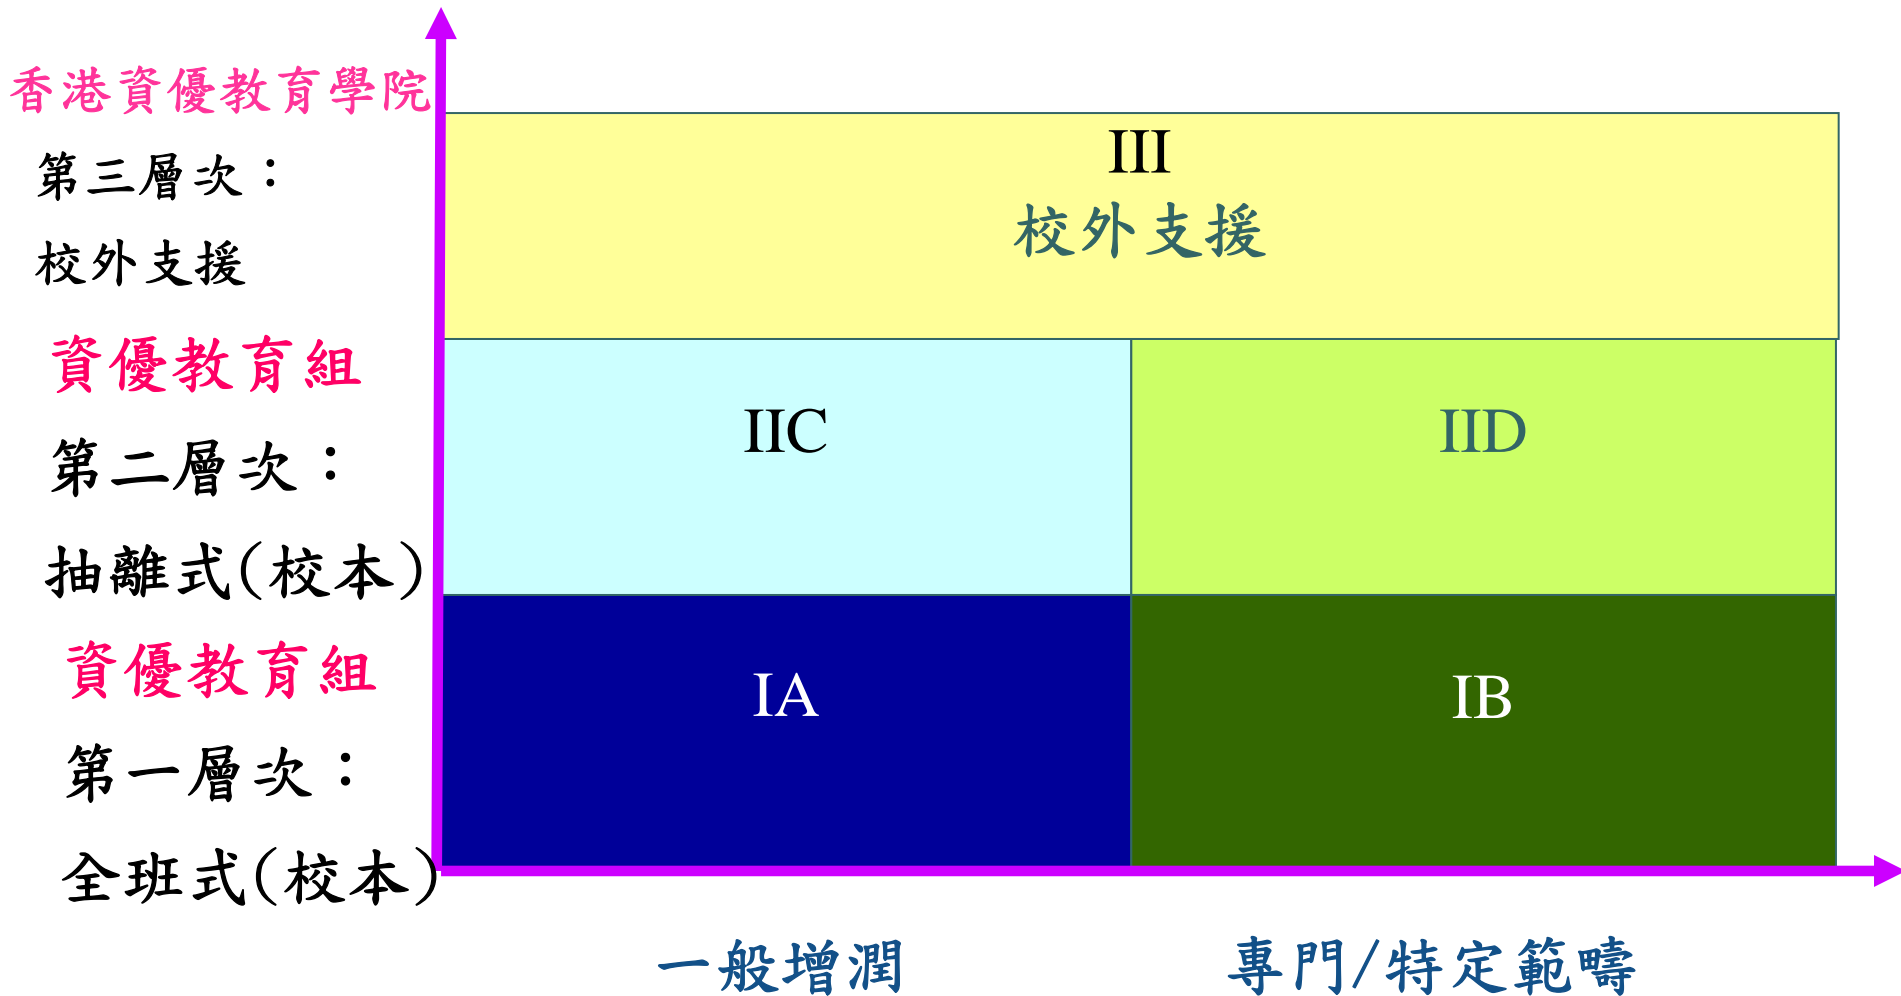 香港資優教育學院
第三層次：
校外支援
III
校外支援
資優教育組
第二層次：
抽離式(校本)
IIC
IID
資優教育組
第一層次：
全班式(校本)
IA
IB
一般增潤
專門/特定範疇